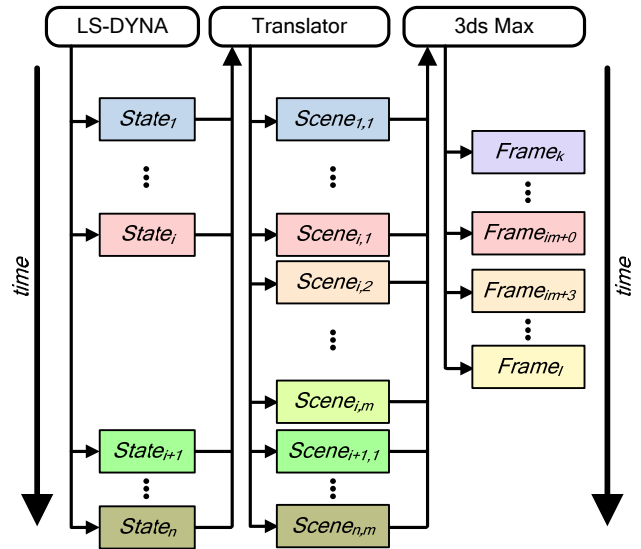 LS-DYNA Translator 3ds Max
State1 Scene1,1
Framek
Statei Scenei,1 Frameim+0
time Scenei,2 Frameim+3 time
Framel
Scenei,m
Statei+1 Scenei+1,1
Staten Scenen,m